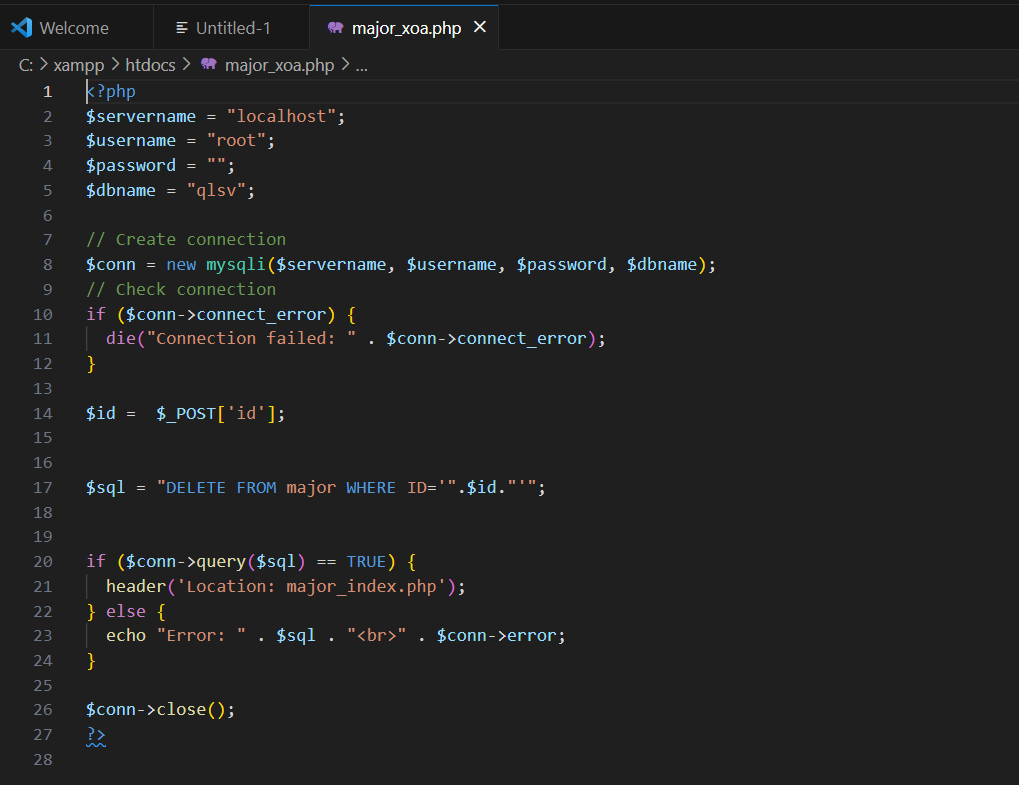 Welcome
Untitled-1
major_xoa.php
C: > xampp > htdocs > major_xoa.php > ...
1 <?php
2 $servername = "localhost";
3 $username = "root";
4 $password = "";
5 $dbname = "qlsv";
6
7 // Create connection
8 $conn = new mysqli($servername, $username, $password, $dbname);
9 // Check connection
10 if ($conn->connect_error) {
11   die("Connection failed: " . $conn->connect_error);
12 }
13
14 $id =  $_POST['id'];
15
16
17 $sql = "DELETE FROM major WHERE ID='".$id."'";
18
19
20 if ($conn->query($sql) == TRUE) {
21   header('Location: major_index.php');
22 } else {
23   echo "Error: " . $sql . "<br>" . $conn->error;
24 }
25
26 $conn->close();
27 ?>
28